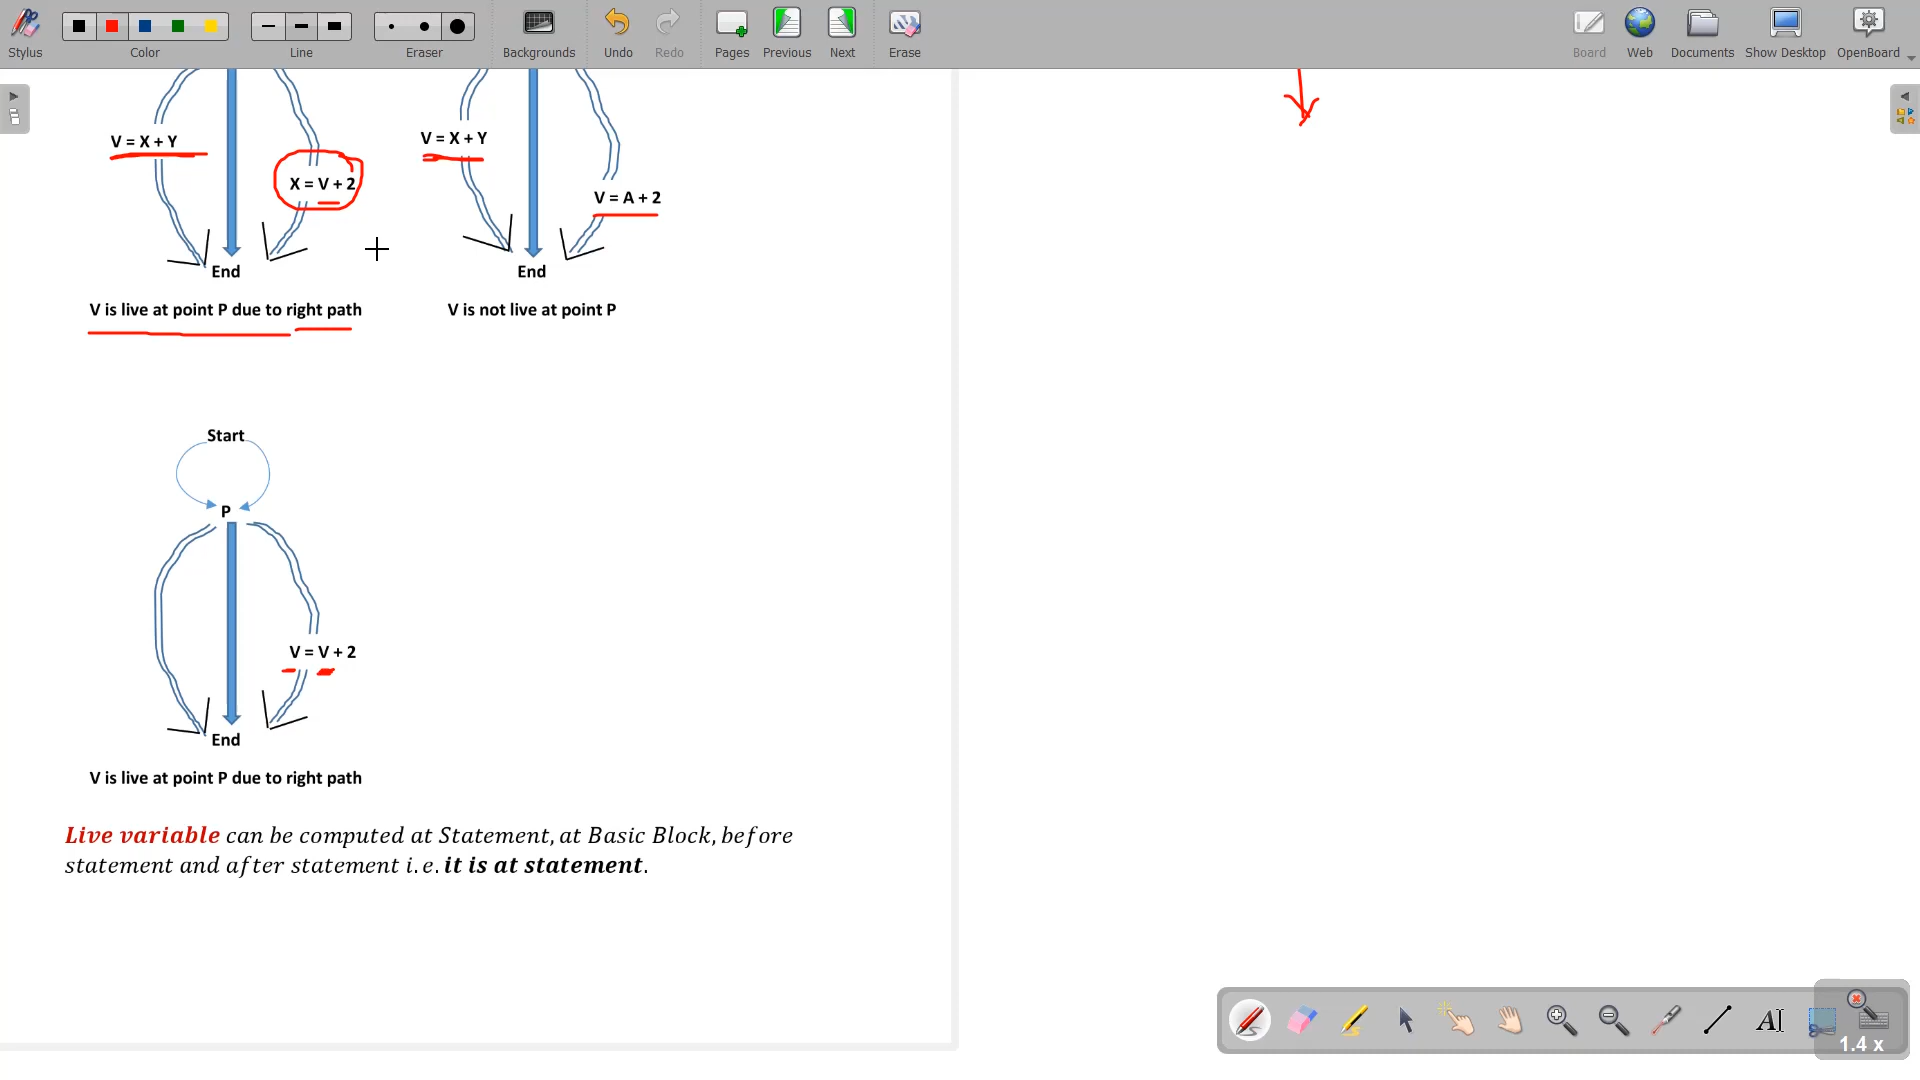 Stylus
Color
Line
Eraser
Backgrounds
Undo
Redo
Pages
Previous
Next
Erase
Board
Web
Documents
Show Desktop
OpenBoard
V = X + Y
X = V + 2
End
V is live at point P due to right path
V = X + Y
V = A + 2
End
V is not live at point P
Start
P
V = V + 2
End
V is live at point P due to right path
Live variable can be computed at Statement, at Basic Block, before
statement and after statement i.e. it is at statement.
1.4 x